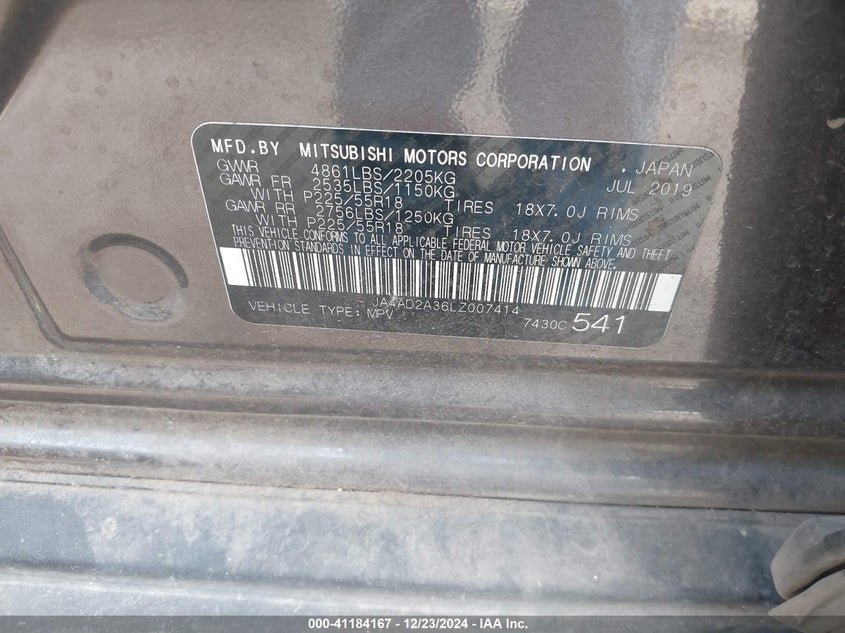 MFD.BY MITSUBISHI MOTORS CORPORATION , JAPAN
GVWR 4861LBS/2205KG JUL 2019
GAWR FR 2535LBS/1150KG
WITH P225/55R18 TIRES 18X7.0J RIMS
GAWR RR 2756LBS/1250KG
WITH P225/55R18 TIRES 18X7.0J RIMS
THIS VEHICLE CONFORMS TO ALL APPLICABLE FEDERAL MOTOR VEHICLE SAFETY AND THEFT
PREVENTION STANDARDS IN EFFECT ON THE DATE OF MANUFACTURE SHOWN ABOVE.
JA4AD2A36LZ007414
VEHICLE TYPE: MPV 7430C 541
000-41184167 - 12/23/2024 - IAA Inc.